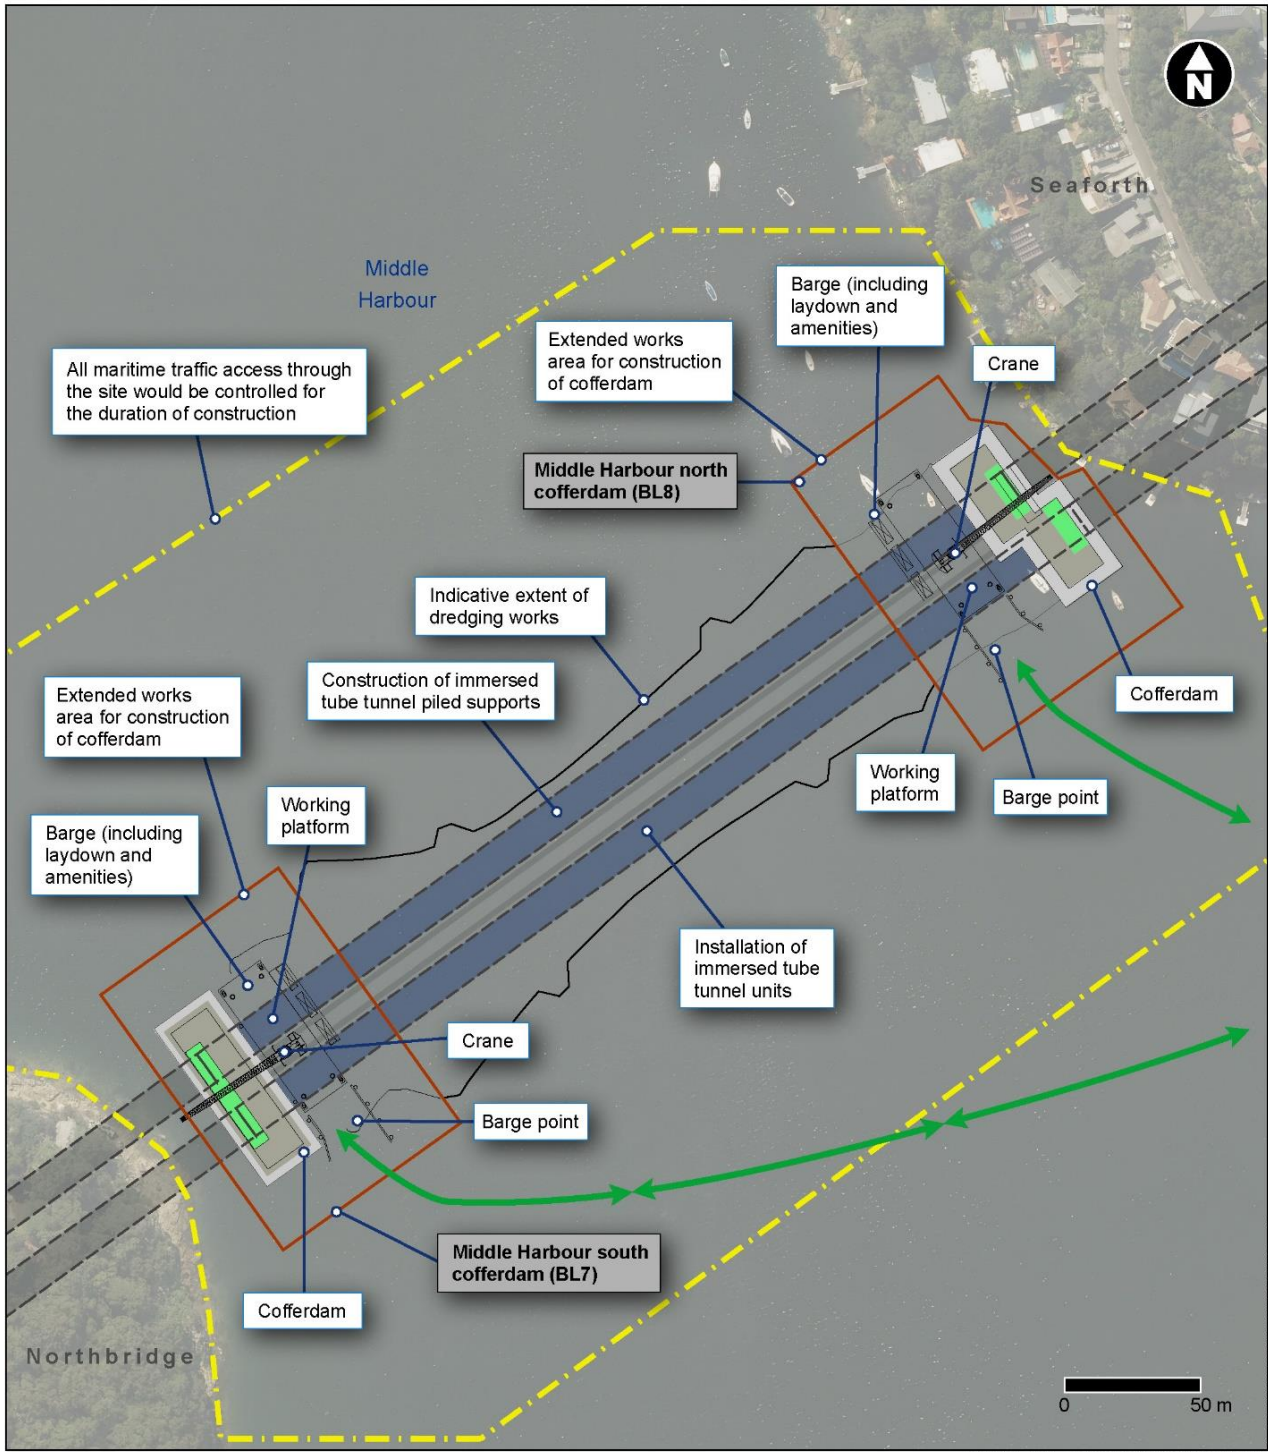 N
Seaforth
Middle
Harbour
Barge (including
laydown and
amenities)
Extended works
area for construction
of cofferdam
Crane
All maritime traffic access through
the site would be controlled for
the duration of construction
Middle Harbour north
cofferdam (BL8)
Indicative extent of
dredging works
Construction of immersed
tube tunnel piled supports
Cofferdam
Extended works
area for construction
of cofferdam
Working
platform
Barge point
Working
platform
Barge (including
laydown and
amenities)
Installation of
immersed tube
tunnel units
Crane
Barge point
Middle Harbour south
cofferdam (BL7)
Cofferdam
Northbridge
0 50 m